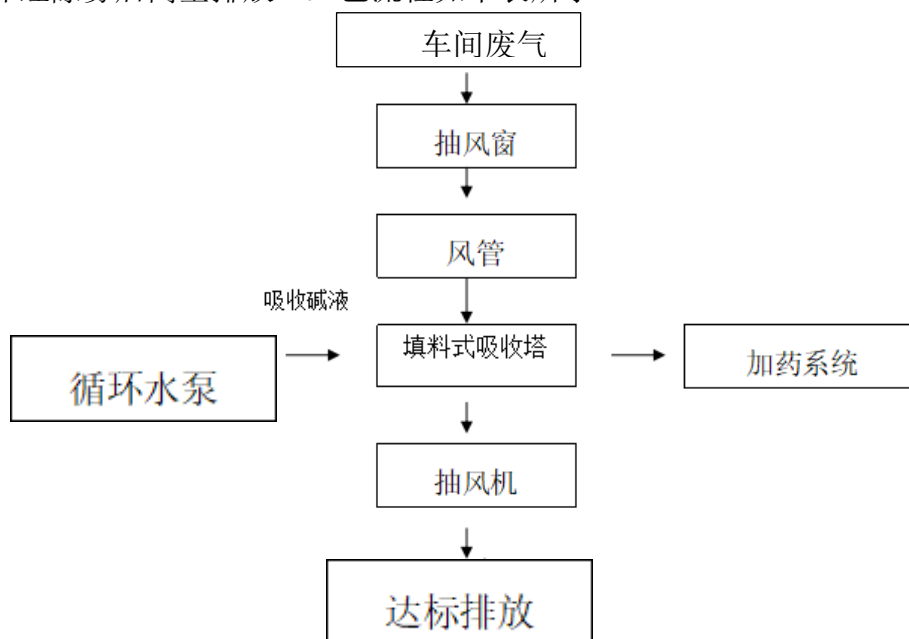 车间废气
抽风窗
风管
吸收碱液
填料式吸收塔
循环水泵
加药系统
抽风机
达标排放